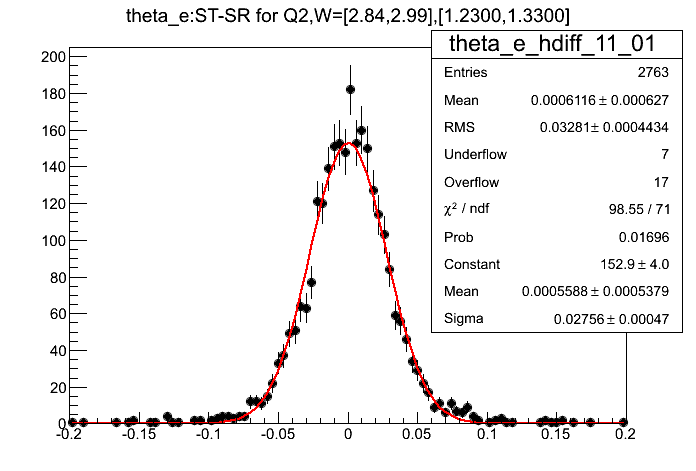 theta_e:ST-SR for Q2,W=[2.84,2.99],[1.2300,1.3300]
theta_e_hdiff_11_01
Entries 2763
Mean 0.0006116 ± 0.000627
RMS 0.03281± 0.0004434
Underflow 7
Overflow 17
χ² / ndf 98.55 / 71
Prob 0.01696
Constant 152.9 ± 4.0
Mean 0.0005588 ± 0.0005379
Sigma 0.02756 ± 0.00047
200
180
160
140
120
100
80
60
40
20
0
-0.2 -0.15 -0.1 -0.05 0 0.05 0.1 0.15 0.2